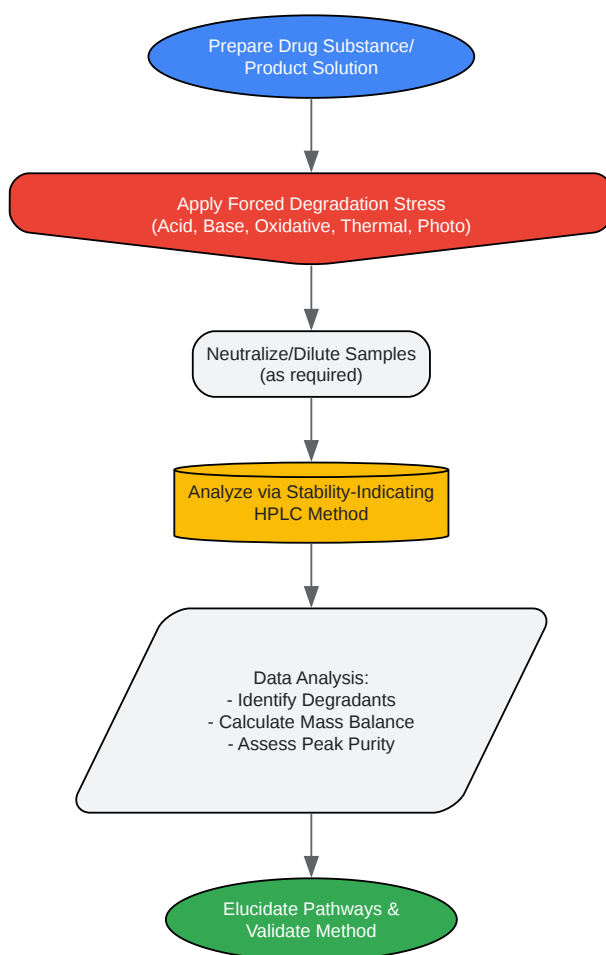 Prepare Drug Substance/
Product Solution
Apply Forced Degradation Stress
(Acid, Base, Oxidative, Thermal, Photo)
Neutralize/Dilute Samples
(as required)
Analyze via Stability-Indicating
HPLC Method
Data Analysis:
- Identify Degradants
- Calculate Mass Balance
- Assess Peak Purity
Elucidate Pathways &
Validate Method